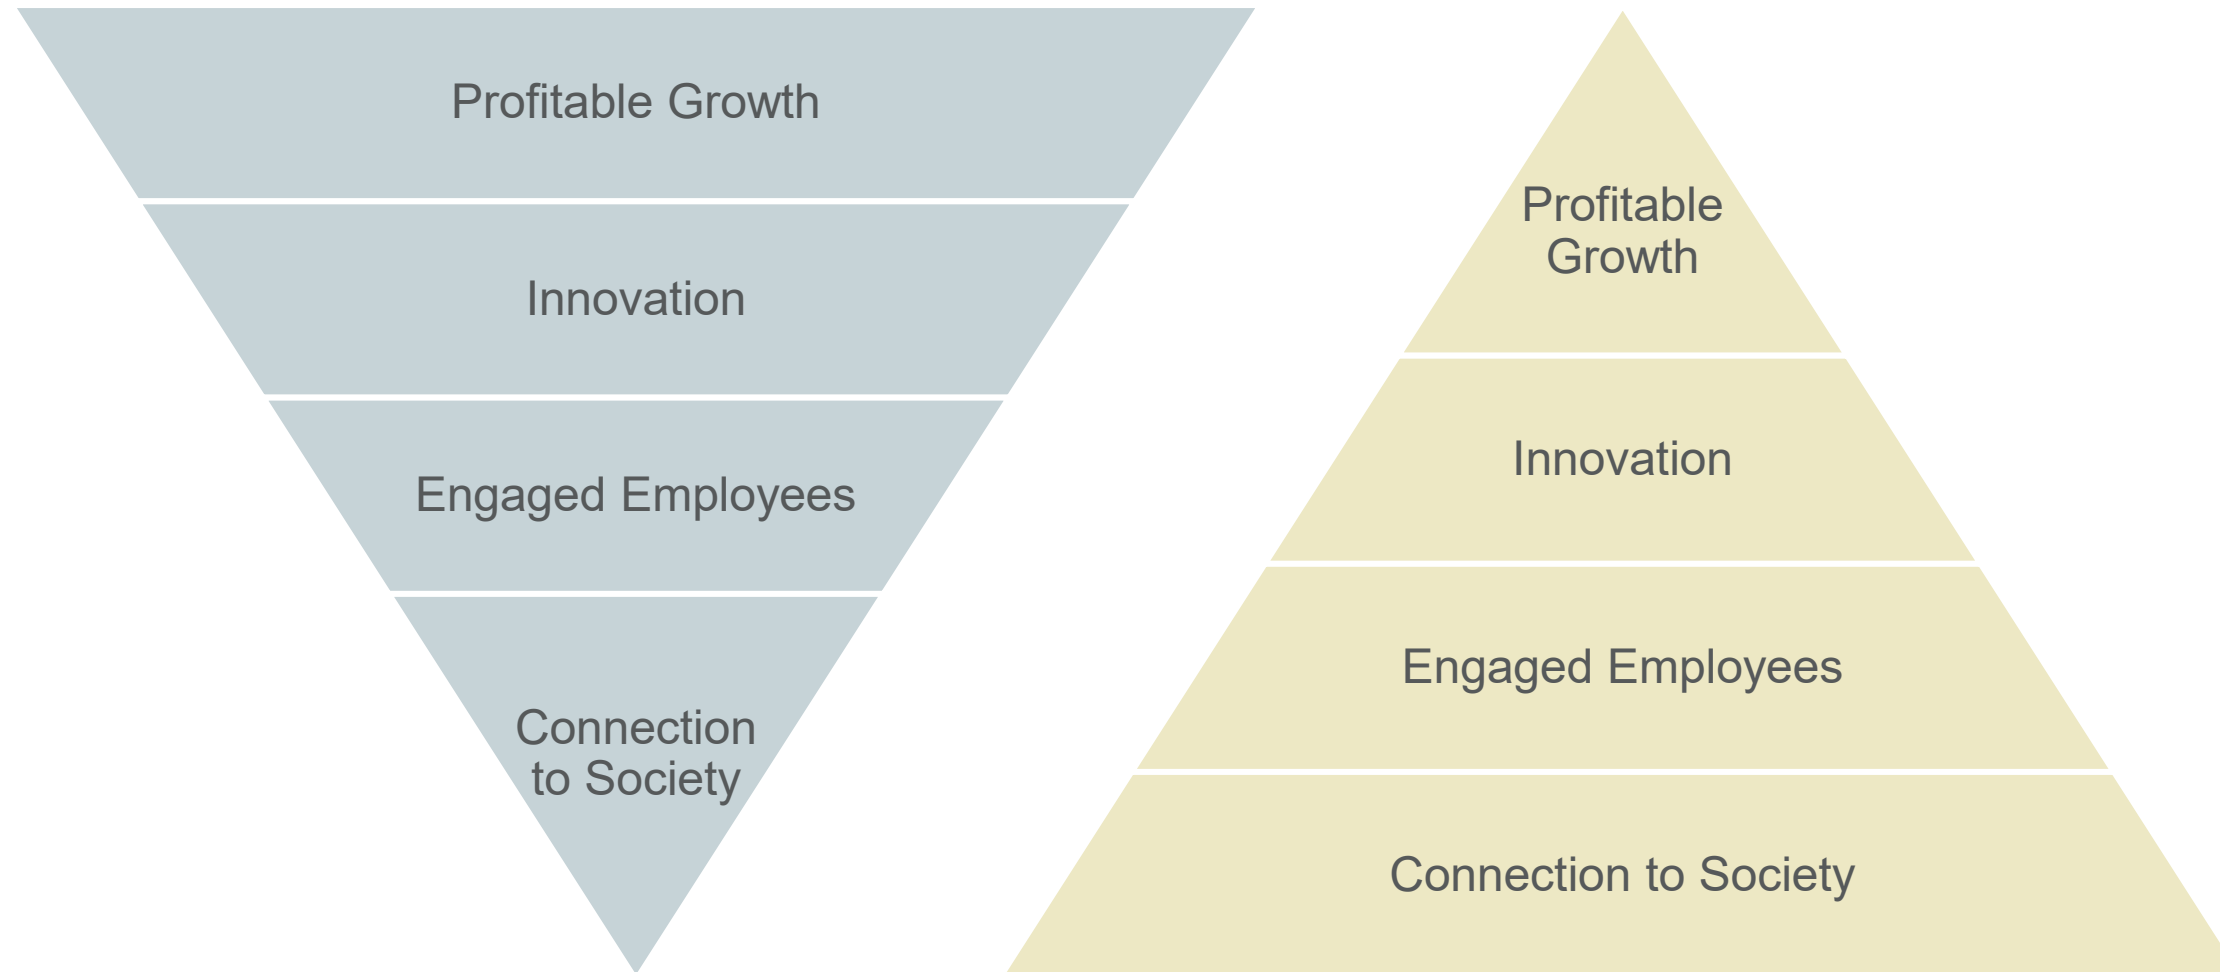 Profitable Growth
Innovation
Engaged Employees
Connection
to Society
Profitable
Growth
Innovation
Engaged Employees
Connection to Society